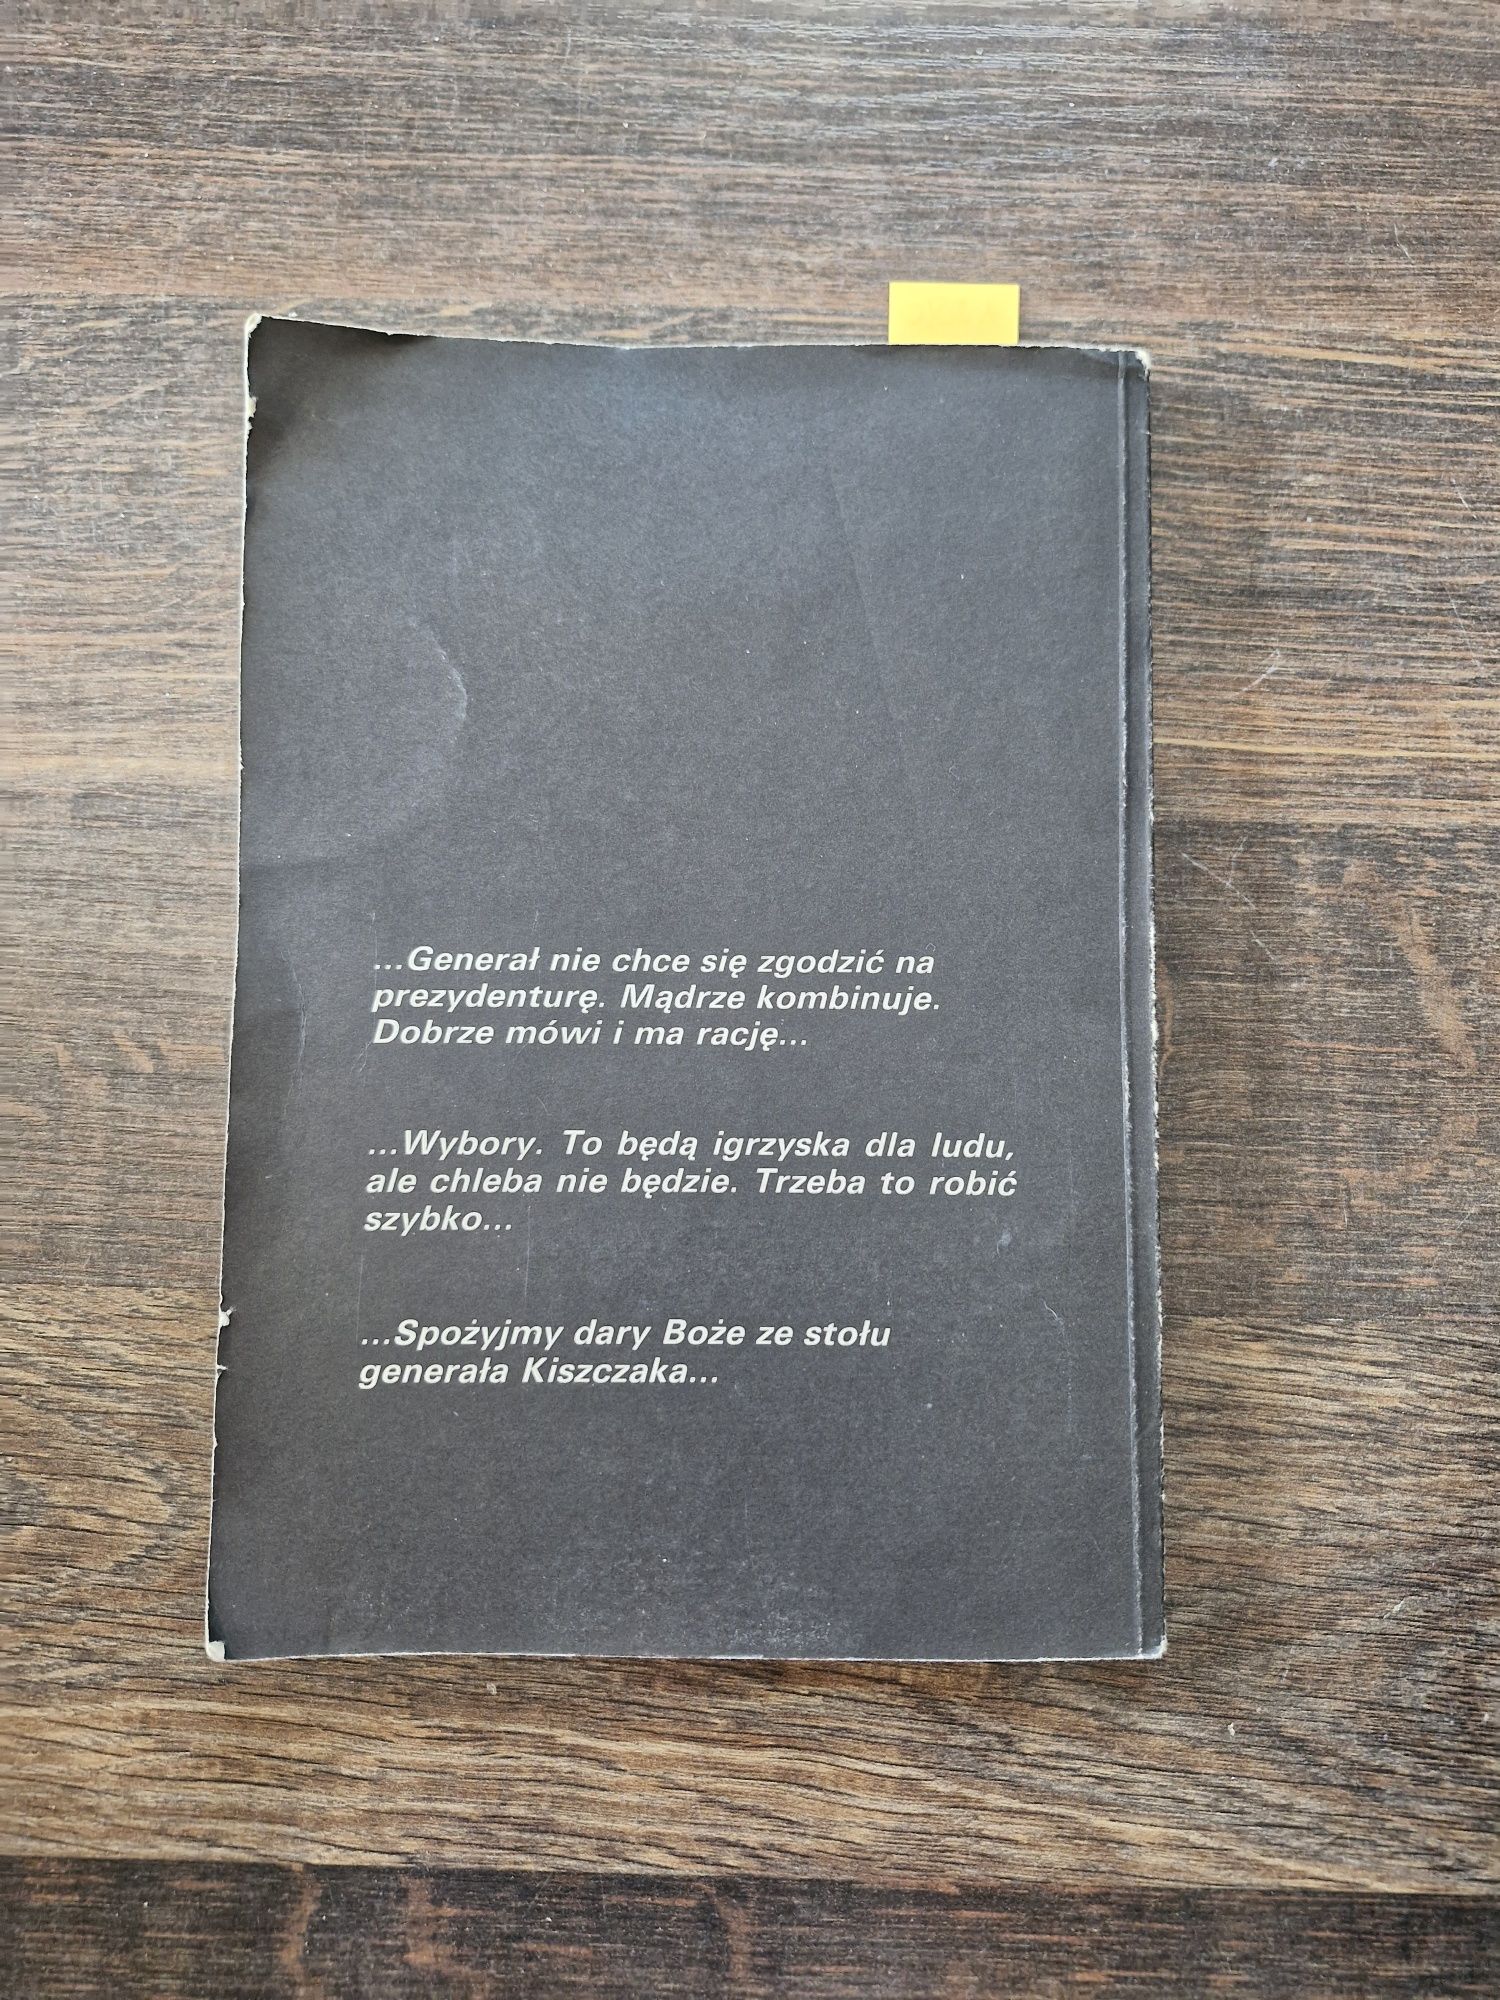 ...Generał nie chce się zgodzić na
prezydenturę. Mądrze kombinuje.
Dobrze mówi i ma rację...
...Wybory. To będą igrzyska dla ludu,
ale chleba nie będzie. Trzeba to robić
szybko...
...Spożyjmy dary Boże ze stołu
generała Kiszczaka...